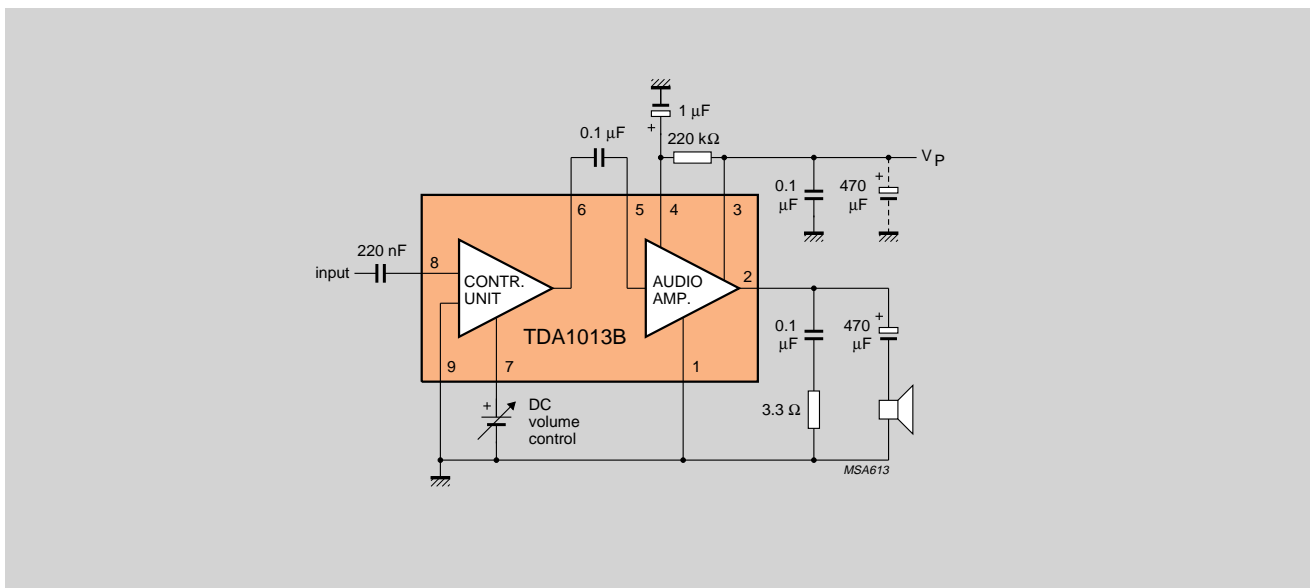 1 µF
+
0.1 µF
220 kΩ
V P
0.1
µF
+
470
µF
6
5
4
3
220 nF
input
8
CONTR.
UNIT
AUDIO
AMP.
2
TDA1013B
0.1
µF
+
470
µF
9
7
1
+
DC
volume
control
3.3 Ω
MSA613